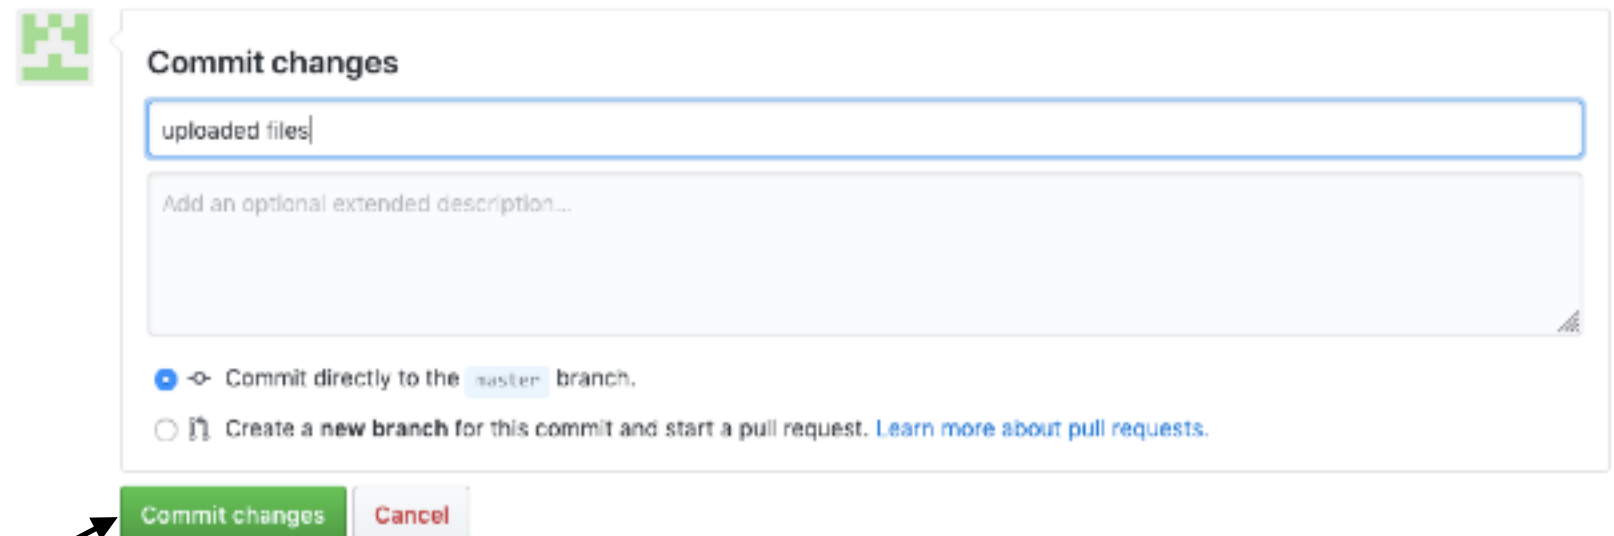 Commit changes
uploaded files
Add an optional extended description...
Commit directly to the master branch.
Create a new branch for this commit and start a pull request. Learn more about pull requests.
Commit changes Cancel